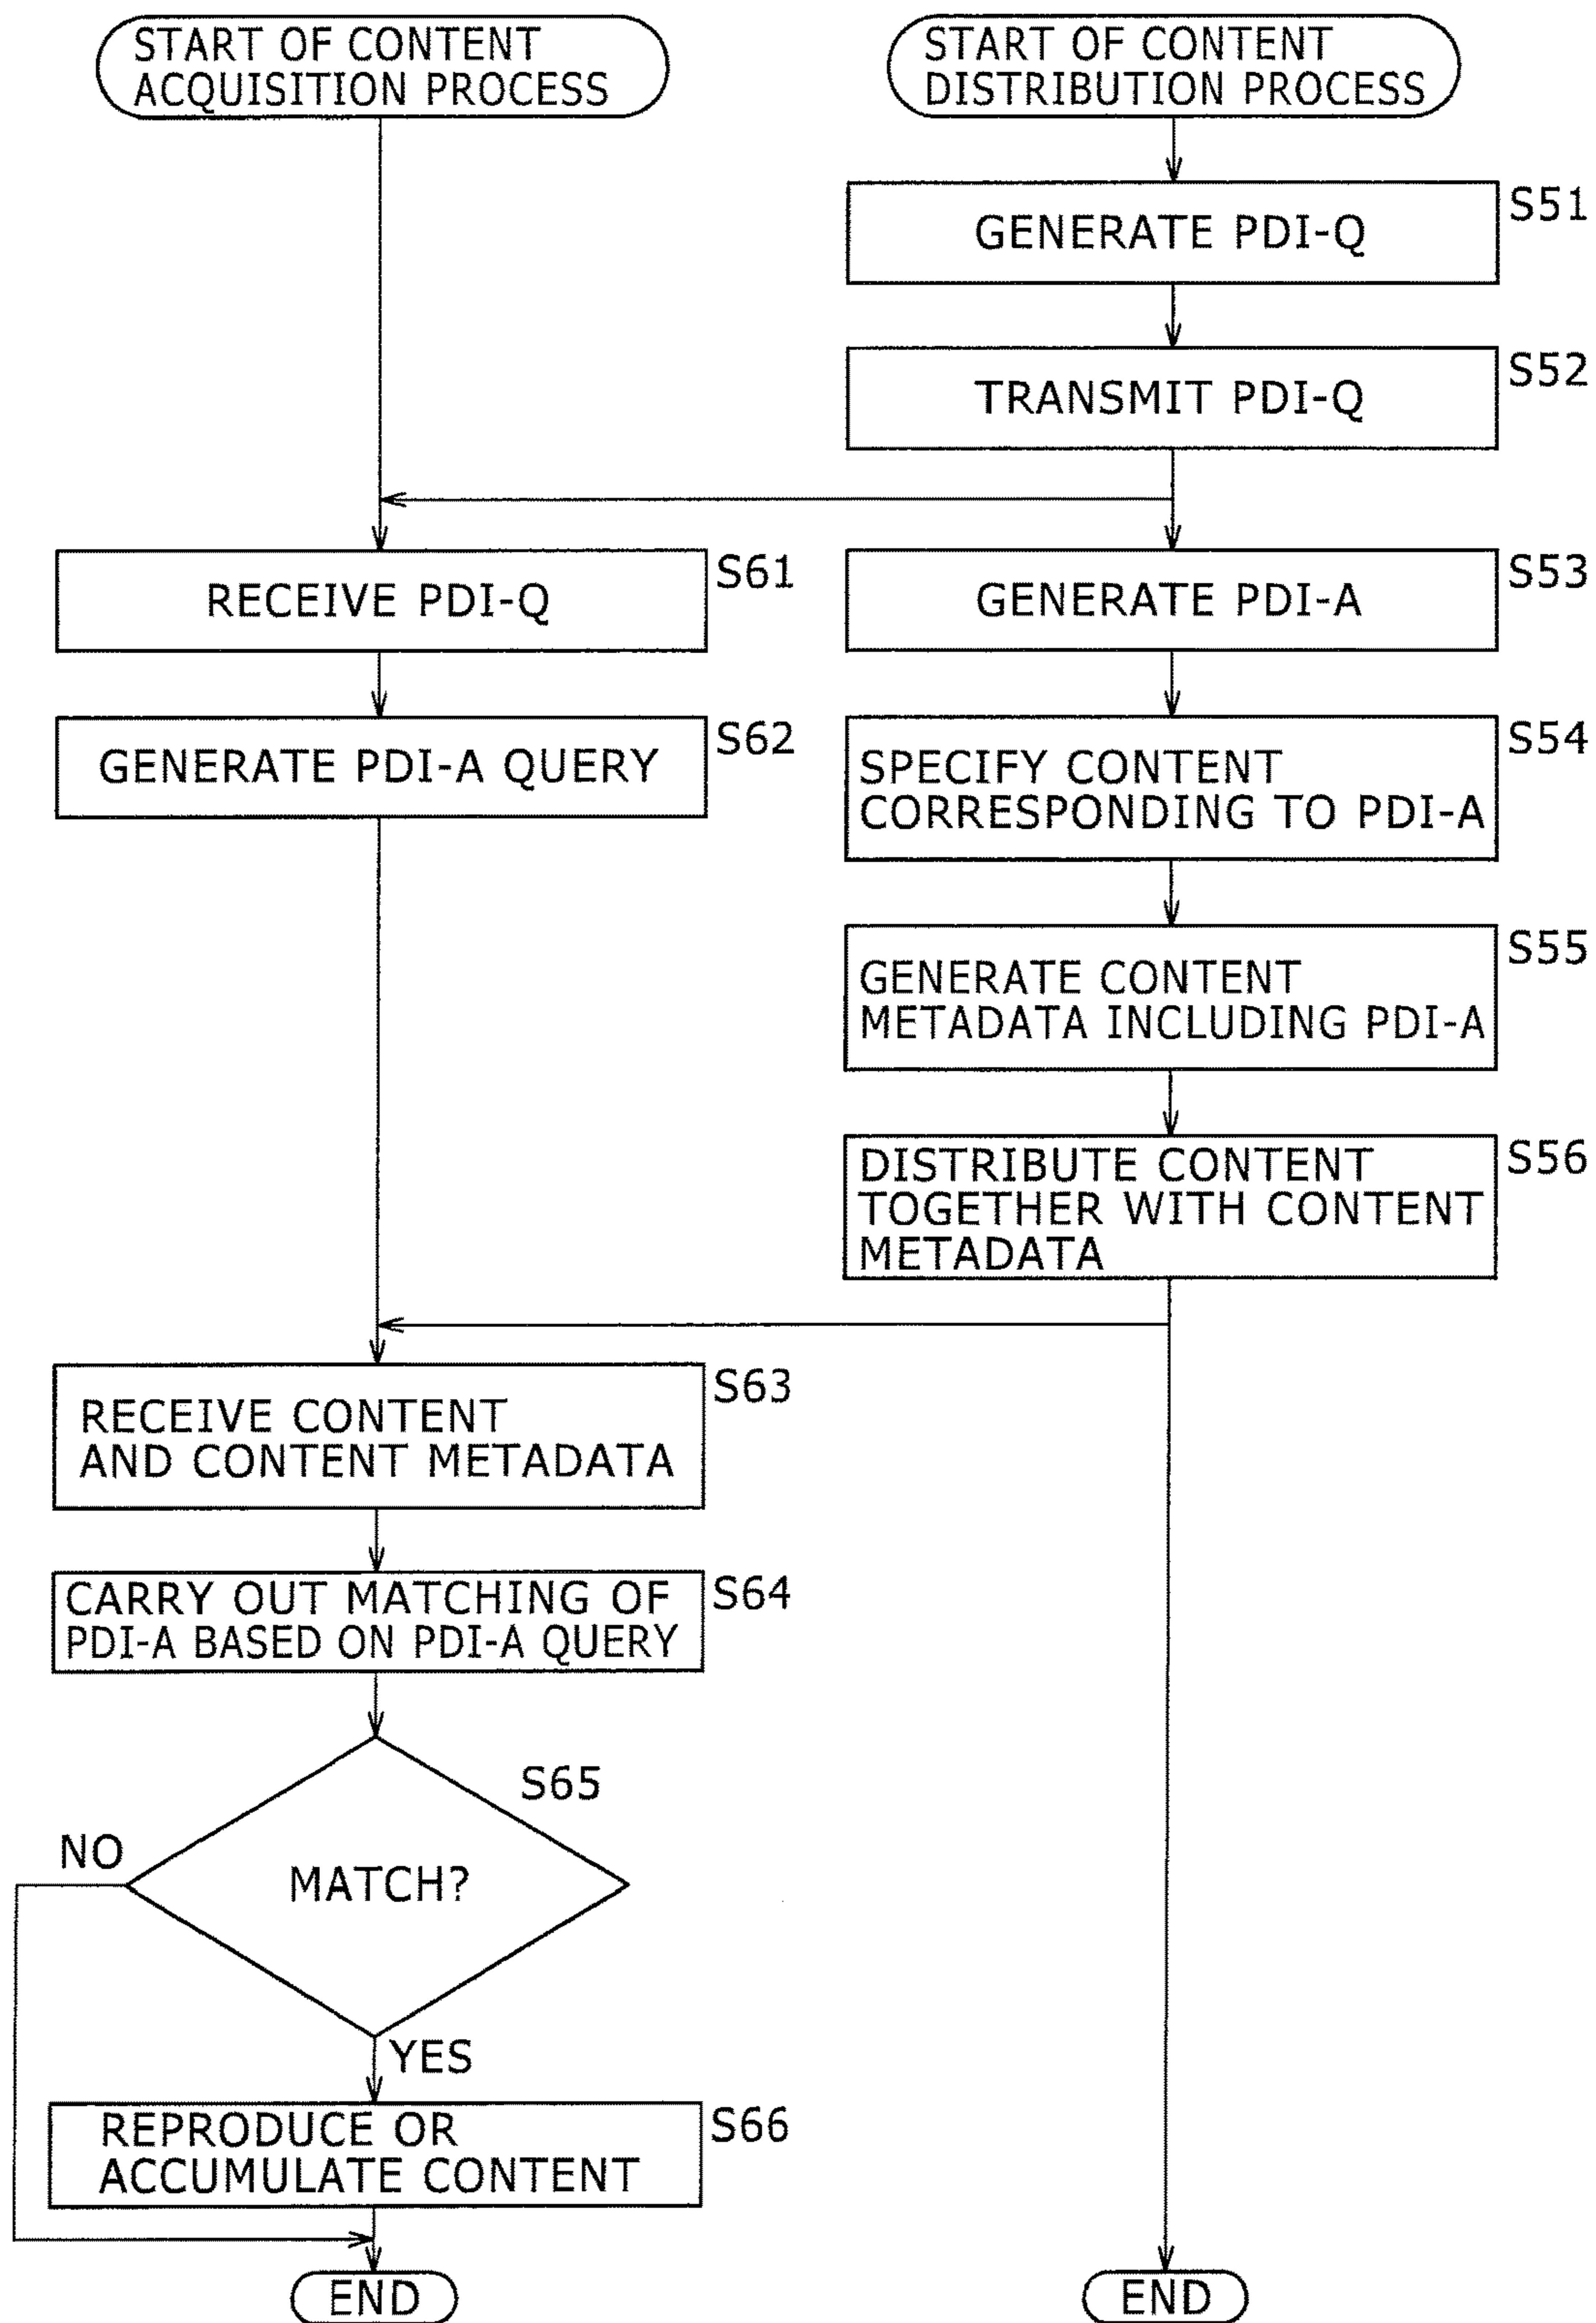 START OF CONTENT
ACQUISITION PROCESS
START OF CONTENT
DISTRIBUTION PROCESS
GENERATE PDI-Q
S51
TRANSMIT PDI-Q
S52
RECEIVE PDI-Q
S61
GENERATE PDI-A
S53
GENERATE PDI-A QUERY
S62
SPECIFY CONTENT
CORRESPONDING TO PDI-A
S54
GENERATE CONTENT
METADATA INCLUDING PDI-A
S55
DISTRIBUTE CONTENT
TOGETHER WITH CONTENT
METADATA
S56
RECEIVE CONTENT
AND CONTENT METADATA
S63
CARRY OUT MATCHING OF
PDI-A BASED ON PDI-A QUERY
S64
S65
NO
MATCH?
YES
REPRODUCE OR
ACCUMULATE CONTENT
S66
END
END